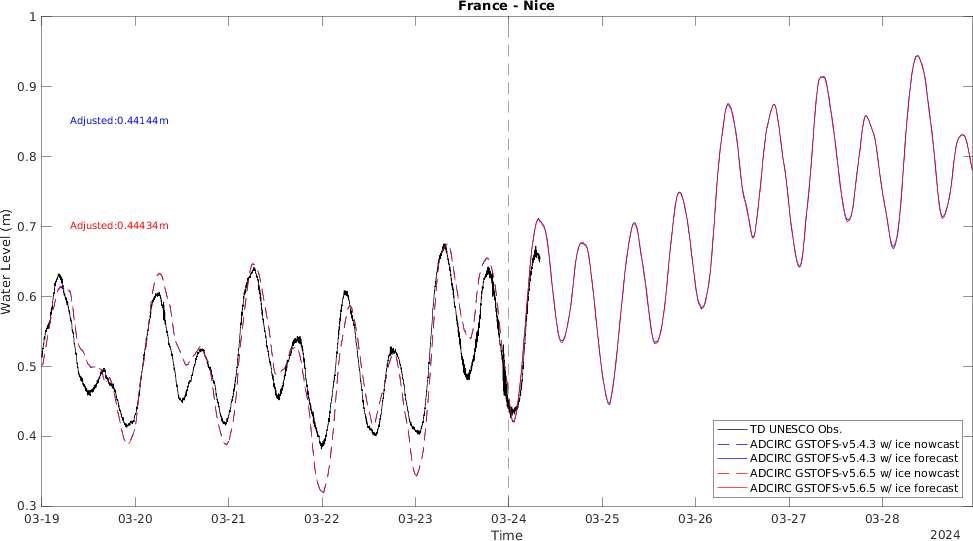 France - Nice
1
0.9
0.8
0.7
0.6
0.5
0.4
0.3
Water Level (m)
Adjusted:0.44144m
Adjusted:0.44434m
TD UNESCO Obs.
ADCIRC GSTOFS-v5.4.3 w/ ice nowcast
ADCIRC GSTOFS-v5.4.3 w/ ice forecast
ADCIRC GSTOFS-v5.6.5 w/ ice nowcast
ADCIRC GSTOFS-v5.6.5 w/ ice forecast
03-19 03-20 03-21 03-22 03-23 03-24 03-25 03-26 03-27 03-28
Time
2024